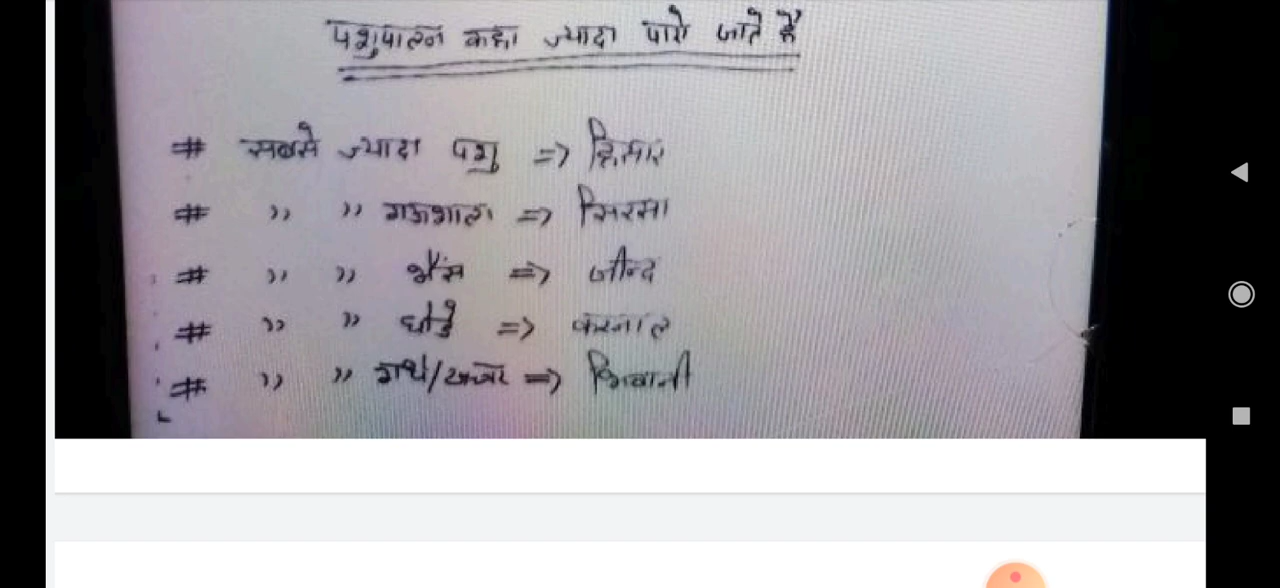 पशुपालन कहा ज्यादा पाये जाते हैं
# सबसे ज्यादा पशु => हिसार
# ,, ,, गऊशाला => सिरसा
# ,, ,, भैंस => जीन्द
# ,, ,, घोड़े => करनाल
# ,, ,, गधे/खच्चर => भिवानी